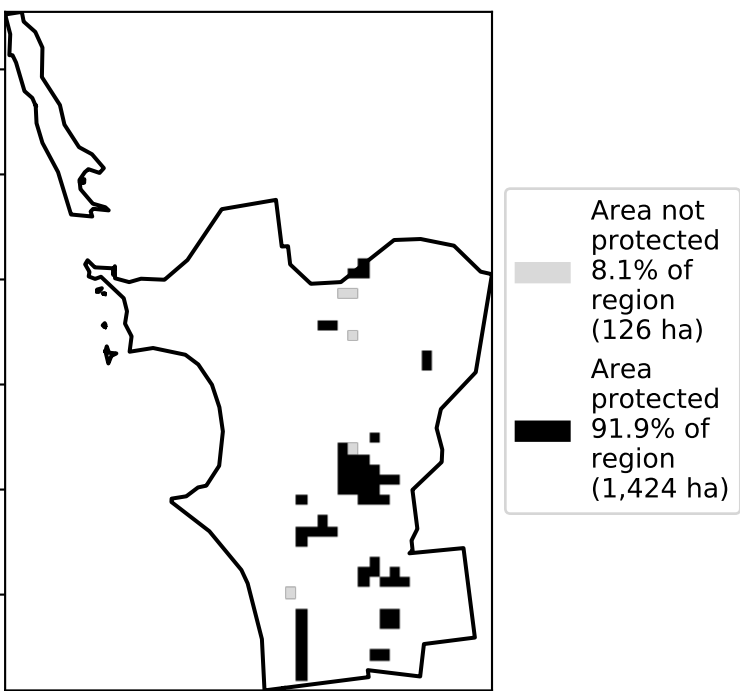 Area not
protected
8.1% of
region
(126 ha)
Area
protected
91.9% of
region
(1,424 ha)